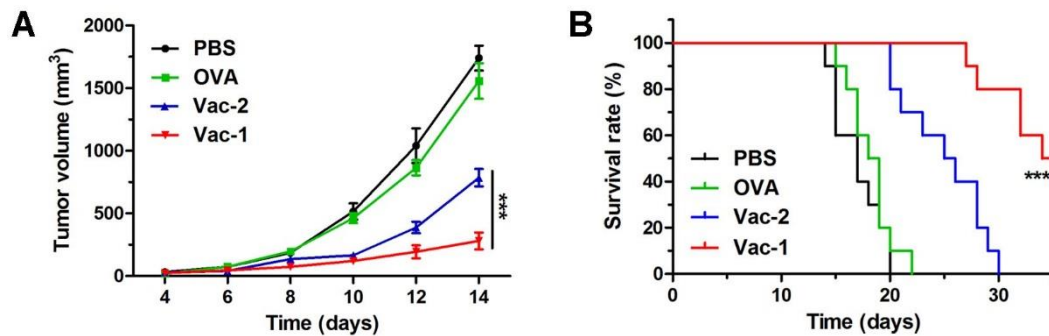 A
Tumor volume (mm³)
2000
1500
1000
500
0
PBS
OVA
Vac-2
Vac-1
***
4 6 8 10 12 14
Time (days)
B
Survival rate (%)
100
80
60
40
20
0
PBS
OVA
Vac-2
Vac-1
***
0 10 20 30
Time (days)